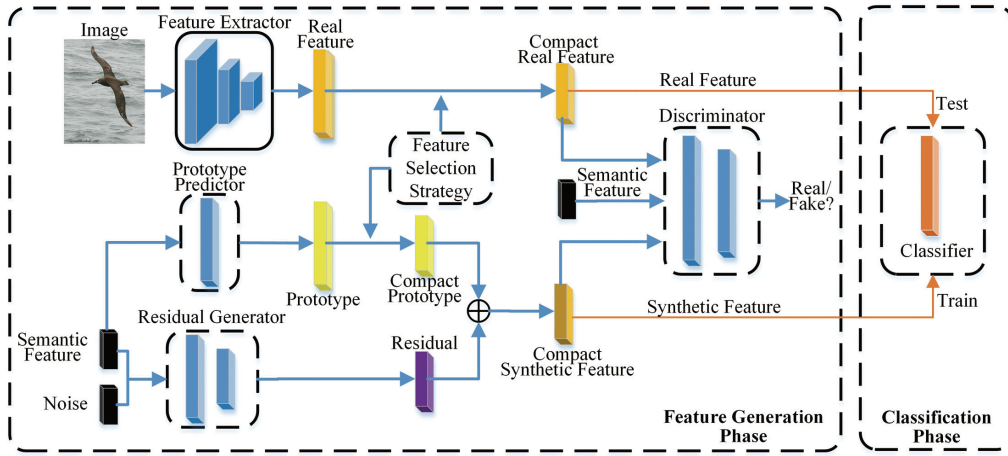 Image
Feature Extractor
Real
Feature
Compact
Real Feature
Real Feature
Test
Feature
Selection
Strategy
Discriminator
Semantic
Feature
Real/
Fake?
Classifier
Prototype
Predictor
Prototype
Compact
Prototype
Synthetic Feature
Train
Semantic
Feature
Residual Generator
Residual
Compact
Synthetic Feature
Noise
Feature Generation
Phase
Classification
Phase